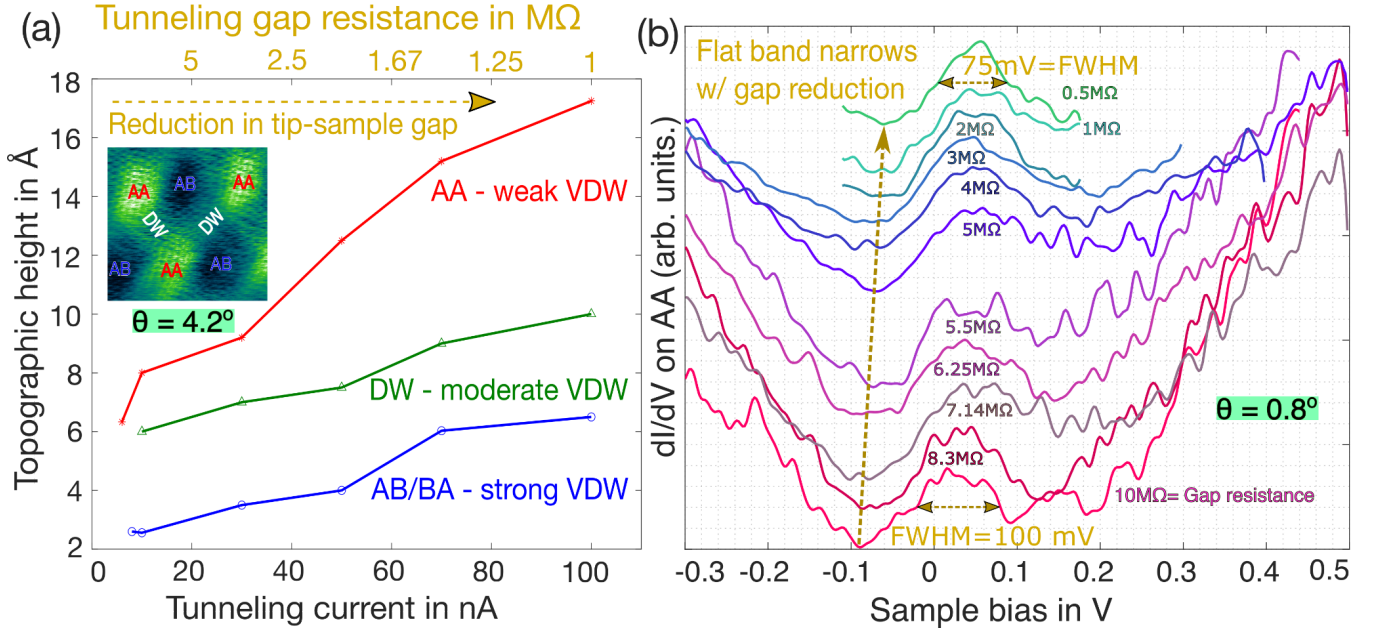 (a)
Tunneling gap resistance in MΩ
5 2.5 1.67 1.25 1
18
16
14
12
10
8
6
4
2
Topographic height in Å
Reduction in tip-sample gap
AA AB AA
DW DW
AB AA AB
θ = 4.2º
AA - weak VDW
DW - moderate VDW
AB/BA - strong VDW
0 20 40 60 80 100
Tunneling current in nA
(b)
Flat band narrows
w/ gap reduction
75mV=FWHM
0.5MΩ
1MΩ
2MΩ
3MΩ
4MΩ
5MΩ
5.5MΩ
6.25MΩ
7.14MΩ
8.3MΩ
10MΩ= Gap resistance
θ = 0.8º
FWHM=100 mV
dI/dV on AA (arb. units.)
-0.3 -0.2 -0.1 0 0.1 0.2 0.3 0.4 0.5
Sample bias in V